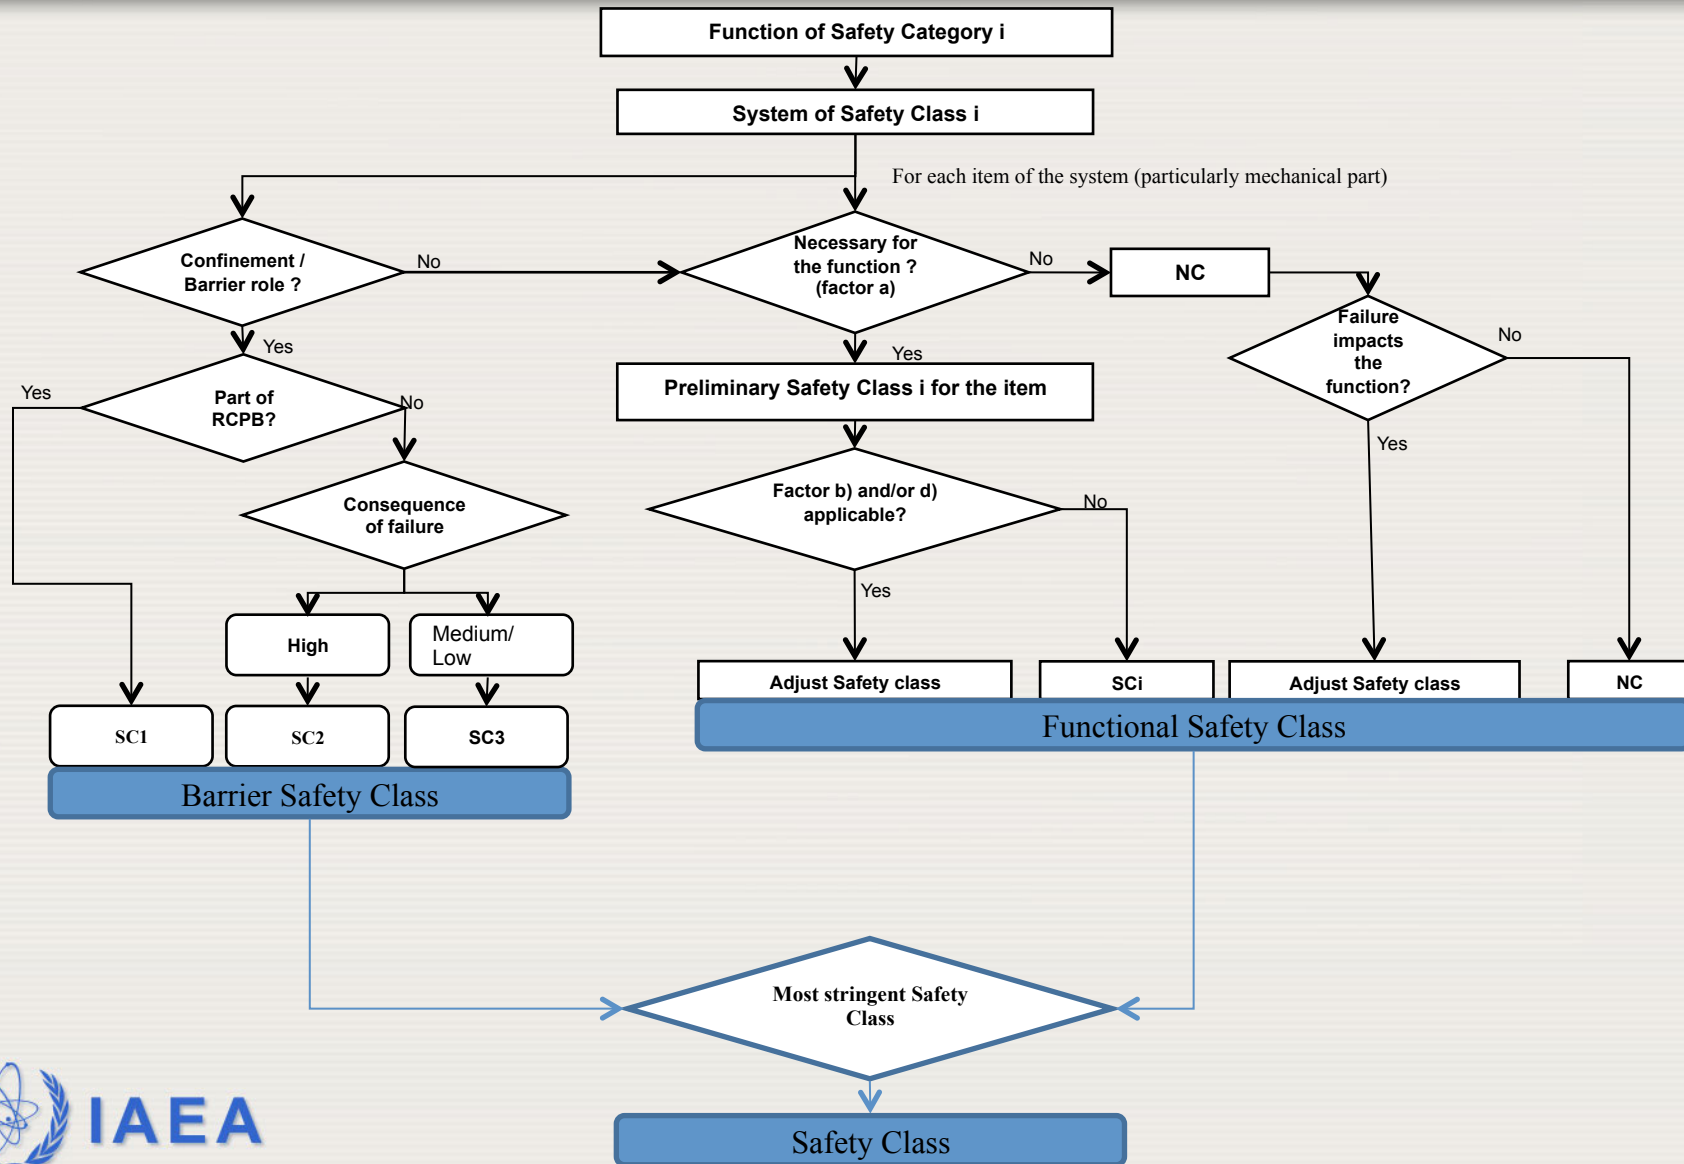 Function of Safety Category i
System of Safety Class i
For each item of the system (particularly mechanical part)
Confinement /
Barrier role ?
No
Necessary for
the function ?
(factor a)
No
NC
Yes
Yes
Failure
impacts
the
function?
No
Yes
Part of
RCPB?
No
Preliminary Safety Class i for the item
Yes
Consequence
of failure
Factor b) and/or d)
applicable?
No
Yes
High
Medium/
Low
Adjust Safety class
SCi
Adjust Safety class
NC
SC1
SC2
SC3
Functional Safety Class
Barrier Safety Class
Most stringent Safety
Class
Safety Class
IAEA